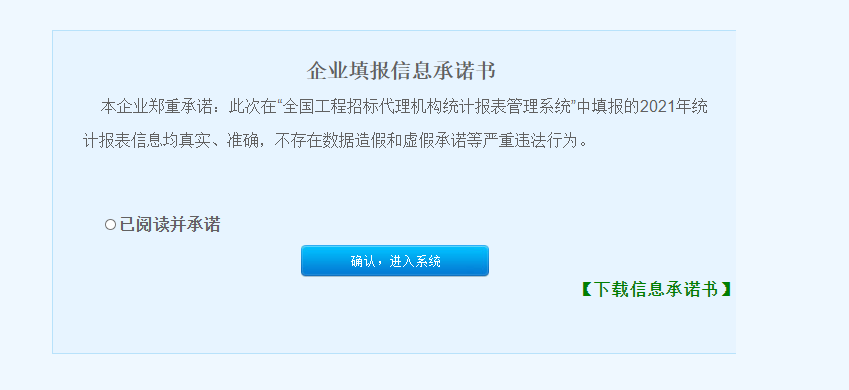 企业填报信息承诺书
本企业郑重承诺：此次在“全国工程招标代理机构统计报表管理系统”中填报的2021年统
计报表信息均真实、准确，不存在数据造假和虚假承诺等严重违法行为。
已阅读并承诺
确认，进入系统
【下载信息承诺书】